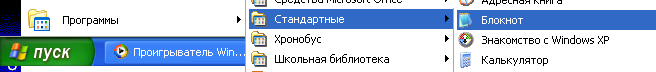 Программы
пуск
Проигрыватель Win...
Средства Microsoft Office
Стандартные
Хронобус
Школьная библиотека
Адресная книга
Блокнот
Знакомство с Windows XP
Калькулятор